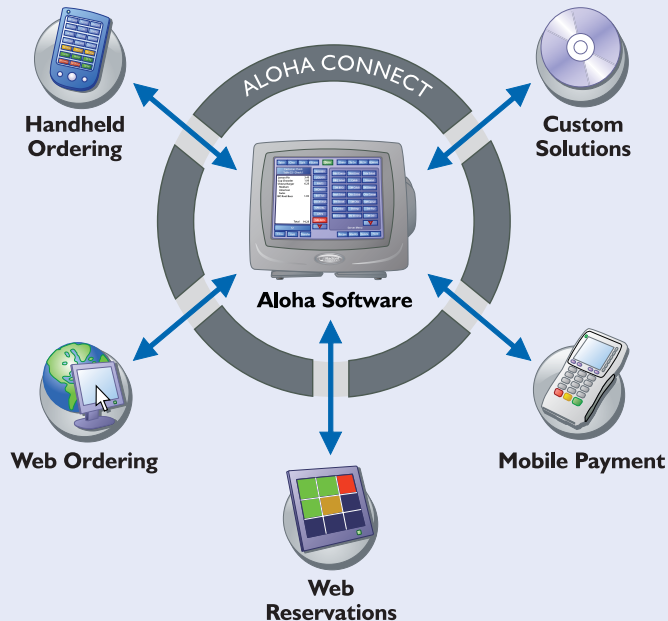 ALOHA CONNECT
Handheld
Ordering
Custom
Solutions
Aloha Software
Web Ordering
Mobile Payment
Web
Reservations